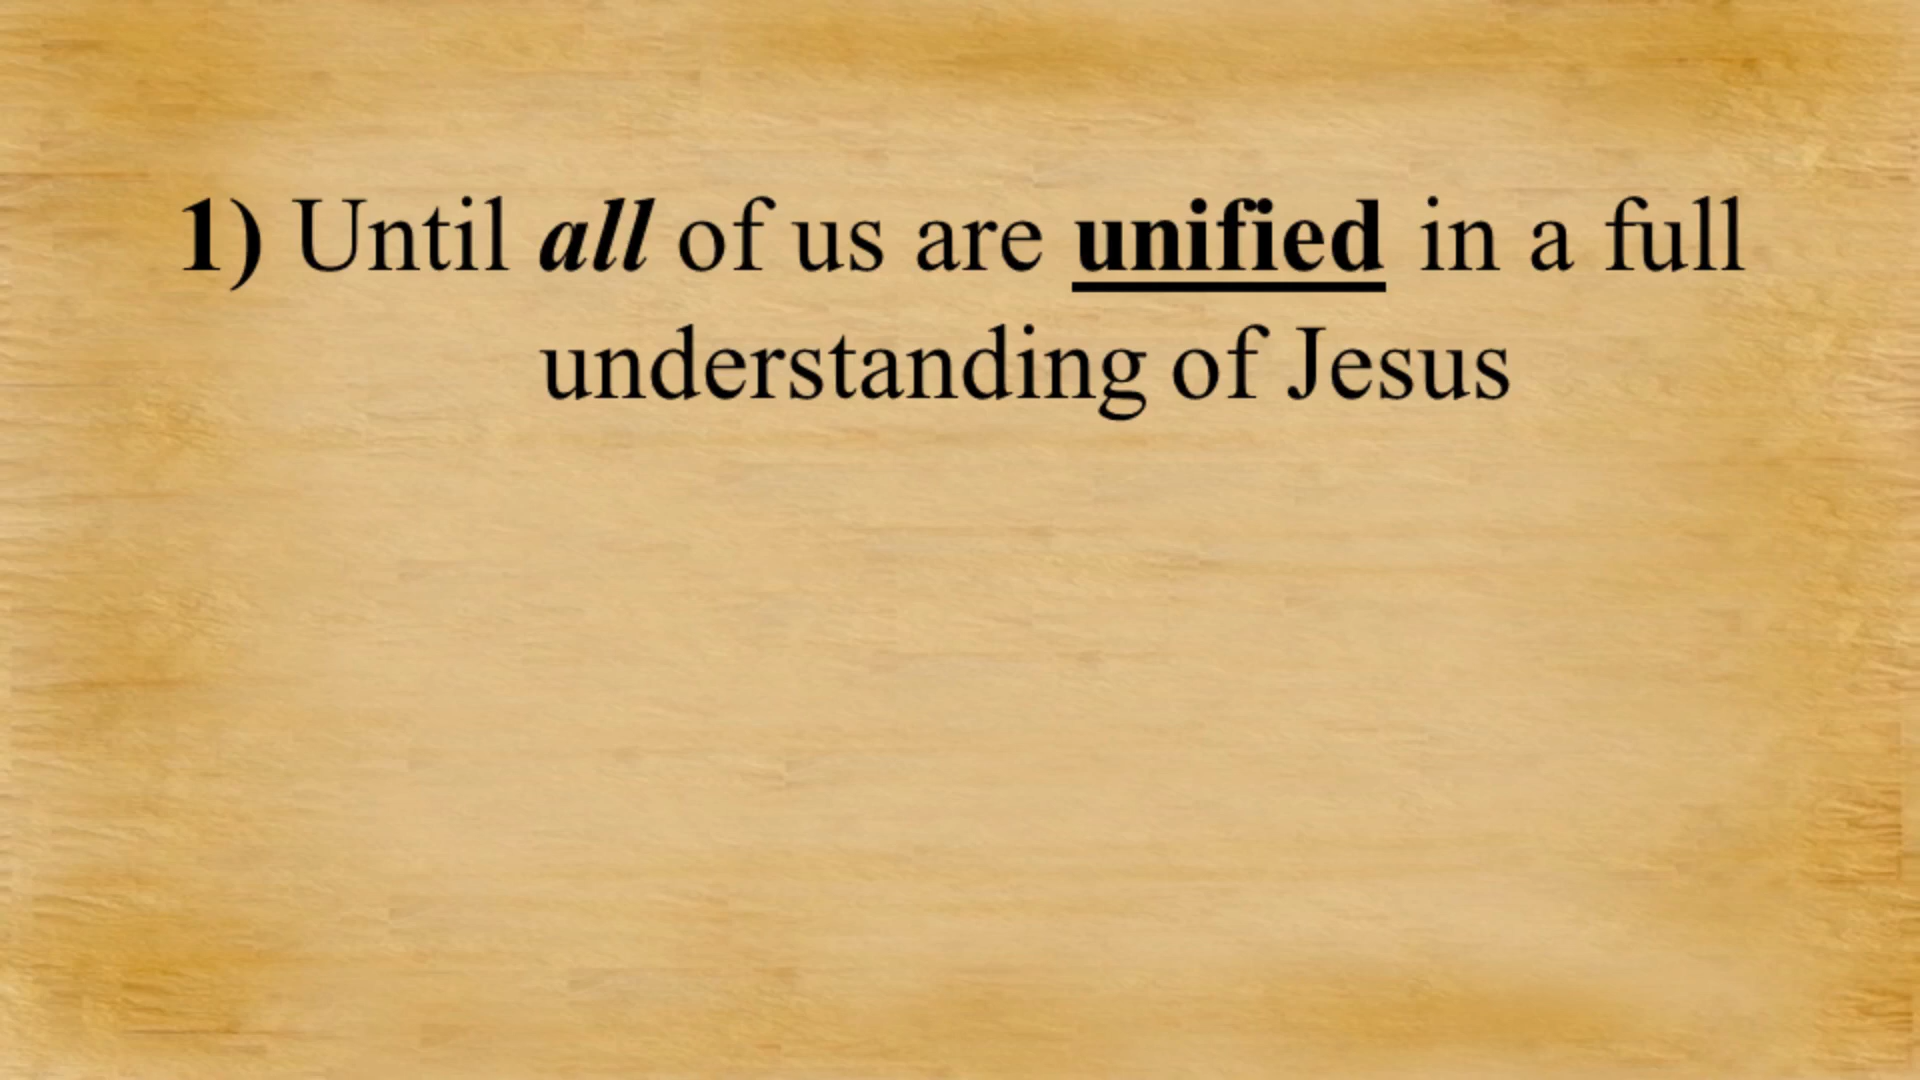 1) Until all of us are unified in a full
understanding of Jesus